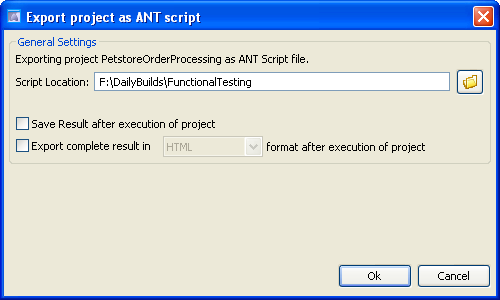 Export project as ANT script
General Settings
Exporting project PetstoreOrderProcessing as ANT Script file.
Script Location: F:\DailyBuilds\FunctionalTesting
Save Result after execution of project
Export complete result in HTML format after execution of project
Ok Cancel